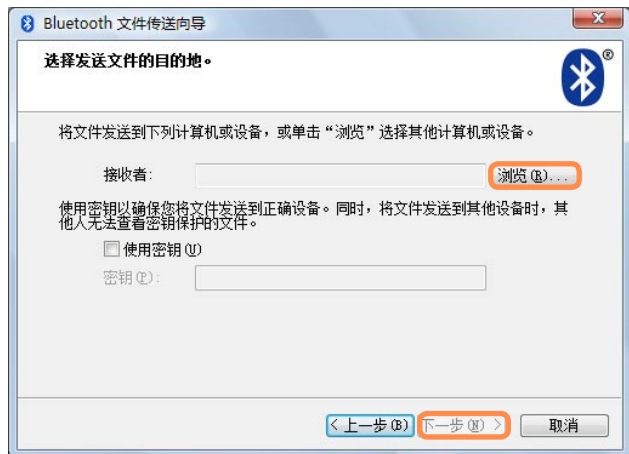 Bluetooth 文件传送向导
选择发送文件的目的地。
®
将文件发送到下列计算机或设备，或单击“浏览”选择其他计算机或设备。
接收者:
浏览(R)...
使用密钥以确保您将文件发送到正确设备。同时，将文件发送到其他设备时，其
他人无法查看密钥保护的文件。
使用密钥(U)
密钥(P):
< 上一步(B)
下一步(N) >
取消